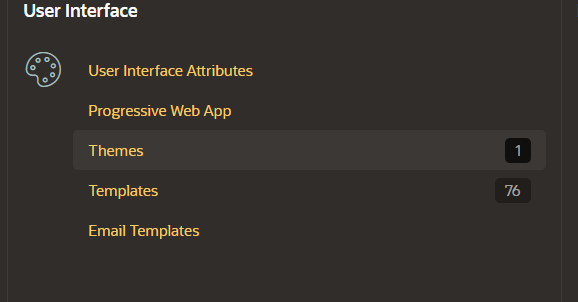 User Interface
User Interface Attributes
Progressive Web App
Themes 1
Templates 76
Email Templates